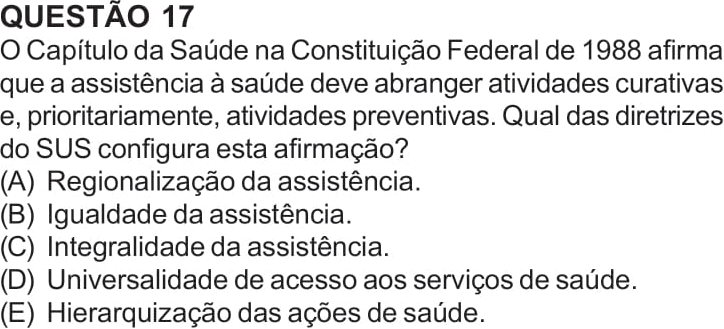 QUESTÃO 17
O Capítulo da Saúde na Constituição Federal de 1988 afirma
que a assistência à saúde deve abranger atividades curativas
e, prioritariamente, atividades preventivas. Qual das diretrizes
do SUS configura esta afirmação?
(A) Regionalização da assistência.
(B) Igualdade da assistência.
(C) Integralidade da assistência.
(D) Universalidade de acesso aos serviços de saúde.
(E) Hierarquização das ações de saúde.